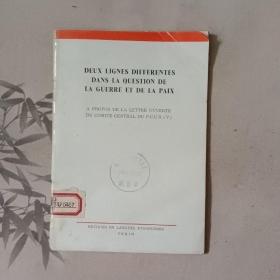 DEUX LIGNES DIFFERENTES
DANS LA QUESTION DE
LA GUERRE ET DE LA PAIX
A PROPOS DE LA LETTRE OUVERTE
DU COMITE CENTRAL DU P.C.U.S. (V)
EDITIONS EN LANGUES ETRANGERES
PEKIN